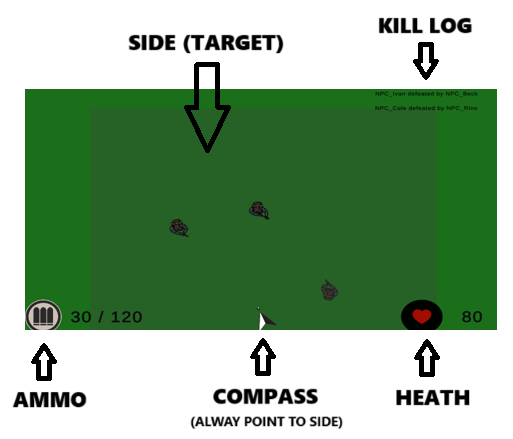 KILL LOG
SIDE (TARGET)
NPC_Ivan defeated by NPC_Beck
NPC_Cole defeated by NPC_Rino
30 / 120
80
AMMO
COMPASS
(ALWAY POINT TO SIDE)
HEATH